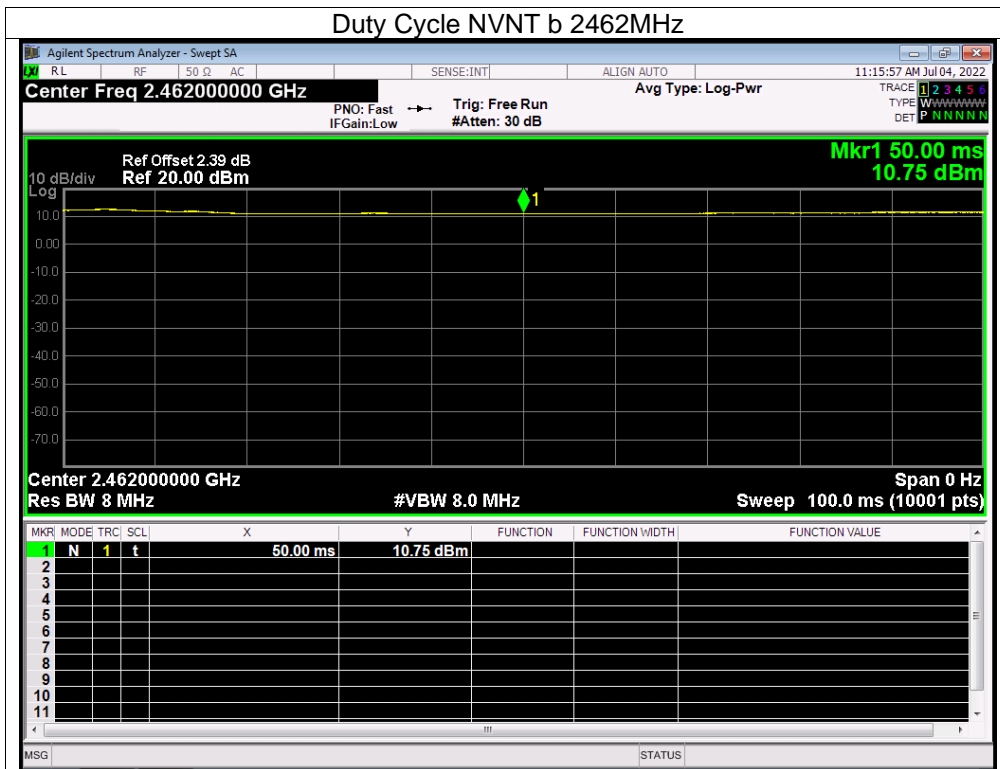 Duty Cycle NVNT b 2462MHz
Agilent Spectrum Analyzer - Swept SA
LXI RL RF 50 Ω AC SENSE:INT ALIGN AUTO 11:15:57 AM Jul 04, 2022
Center Freq 2.462000000 GHz Avg Type: Log-Pwr TRACE 1 2 3 4 5 6
PNO: Fast Trig: Free Run TYPE WWWWWW
IFGain:Low #Atten: 30 dB DET P N N N N N
Mkr1 50.00 ms
10.75 dBm
Ref Offset 2.39 dB
10 dB/div Ref 20.00 dBm
Log
1
10.0
0.00
-10.0
-20.0
-30.0
-40.0
-50.0
-60.0
-70.0
Center 2.462000000 GHz Span 0 Hz
Res BW 8 MHz #VBW 8.0 MHz Sweep 100.0 ms (10001 pts)
MKR MODE TRC SCL X Y FUNCTION FUNCTION WIDTH FUNCTION VALUE
1 N 1 t 50.00 ms 10.75 dBm
2
3
4
5
6
7
8
9
10
11
MSG STATUS